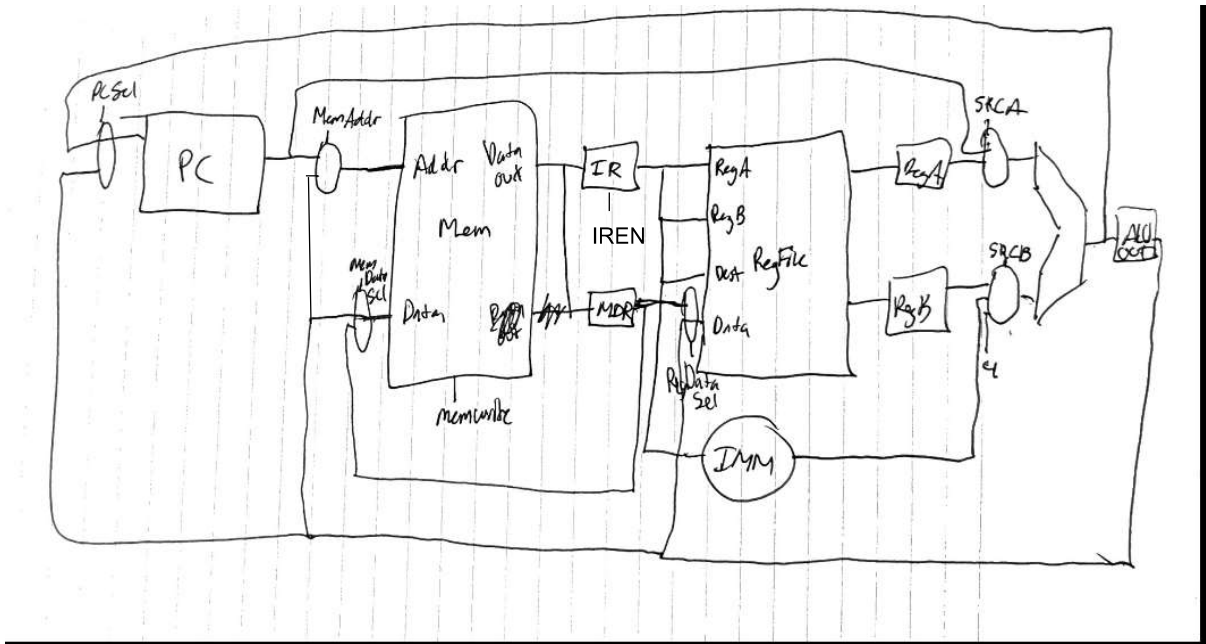 PCSel
PC
MemAddr
Addr
Data
out
Mem
Mem
Data
Sel
Data
memwrite
IR
IREN
MDR
RegA
RegB
Dest
RegFile
Data
RegData
Sel
IMM
RegA
RegB
SRCA
SRCB
4
ALU
OUT